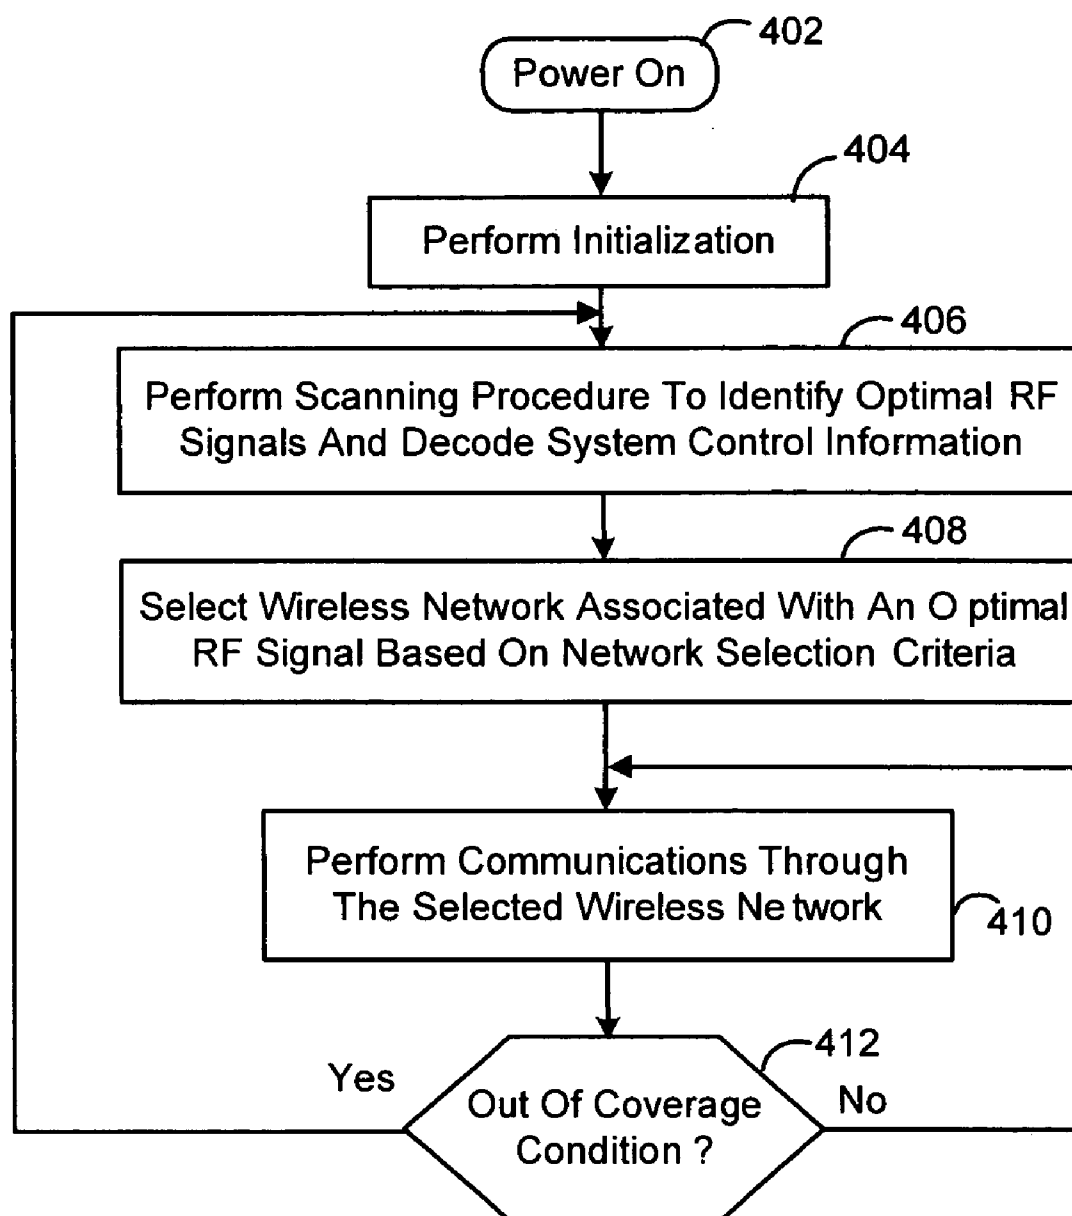 402
Power On
404
Perform Initialization
406
Perform Scanning Procedure To Identify Optimal RF
Signals And Decode System Control Information
408
Select Wireless Network Associated With An O ptimal
RF Signal Based On Network Selection Criteria
Perform Communications Through
The Selected Wireless Ne twork
410
412
Yes
No
Out Of Coverage
Condition ?